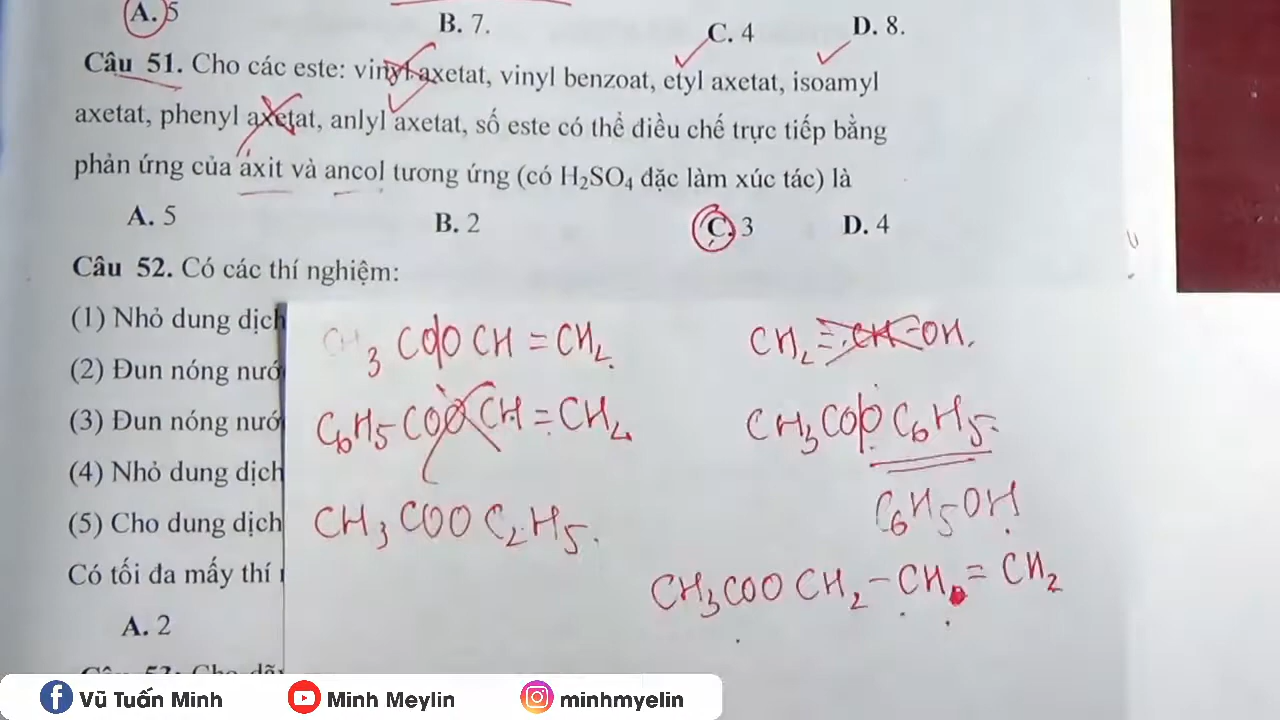 A. 5 B. 7. C. 4 D. 8.
Câu 51. Cho các este: vinyl axetat, vinyl benzoat, etyl axetat, isoamyl
axetat, phenyl axetat, anlyl axetat, số este có thể điều chế trực tiếp bằng
phản ứng của axit và ancol tương ứng (có H₂SO₄ đặc làm xúc tác) là
A. 5 B. 2 C. 3 D. 4
Câu 52. Có các thí nghiệm:
(1) Nhỏ dung dịch
(2) Đun nóng nướ
(3) Đun nóng nướ
(4) Nhỏ dung dịch
(5) Cho dung dịch
Có tối đa mấy thí
A. 2
CH₃COOCH=CH₂.
C₆H₅COOCH=CH₂
CH₃COOC₂H₅.
CH₂=CH-OH.
CH₃COOC₆H₅
C₆H₅OH
CH₃COOCH₂-CH=CH₂
Vũ Tuấn Minh Minh Meylin minhmyelin